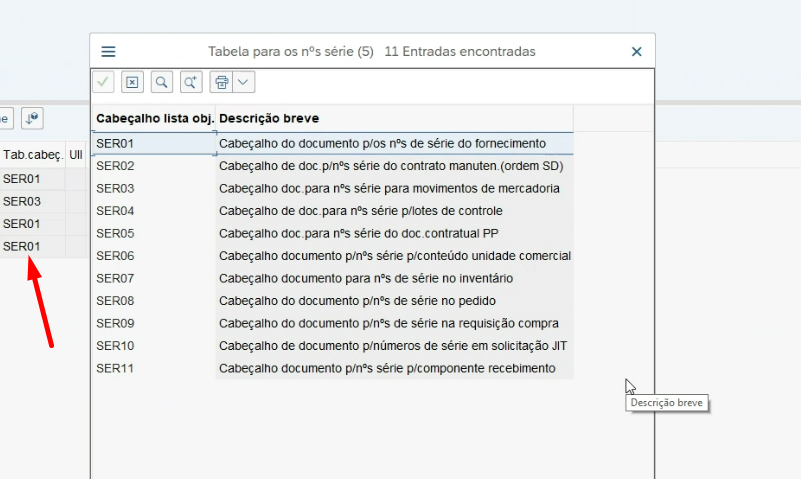 Tabela para os nºs série (5) 11 Entradas encontradas
Cabeçalho lista obj. Descrição breve
SER01 Cabeçalho do documento p/os nºs de série do fornecimento
SER02 Cabeçalho de doc.p/nºs série do contrato manuten.(ordem SD)
SER03 Cabeçalho doc.para nºs série para movimentos de mercadoria
SER04 Cabeçalho de doc.para nºs série p/lotes de controle
SER05 Cabeçalho doc.para nºs série do doc.contratual PP
SER06 Cabeçalho documento p/nºs série p/conteúdo unidade comercial
SER07 Cabeçalho documento para nºs de série no inventário
SER08 Cabeçalho do documento p/nºs de série no pedido
SER09 Cabeçalho do documento p/nºs de série na requisição compra
SER10 Cabeçalho de documento p/números de série em solicitação JIT
SER11 Cabeçalho documento p/nºs série p/componente recebimento
Descrição breve
ne
Tab.cabeç. Ull
SER01
SER03
SER01
SER01